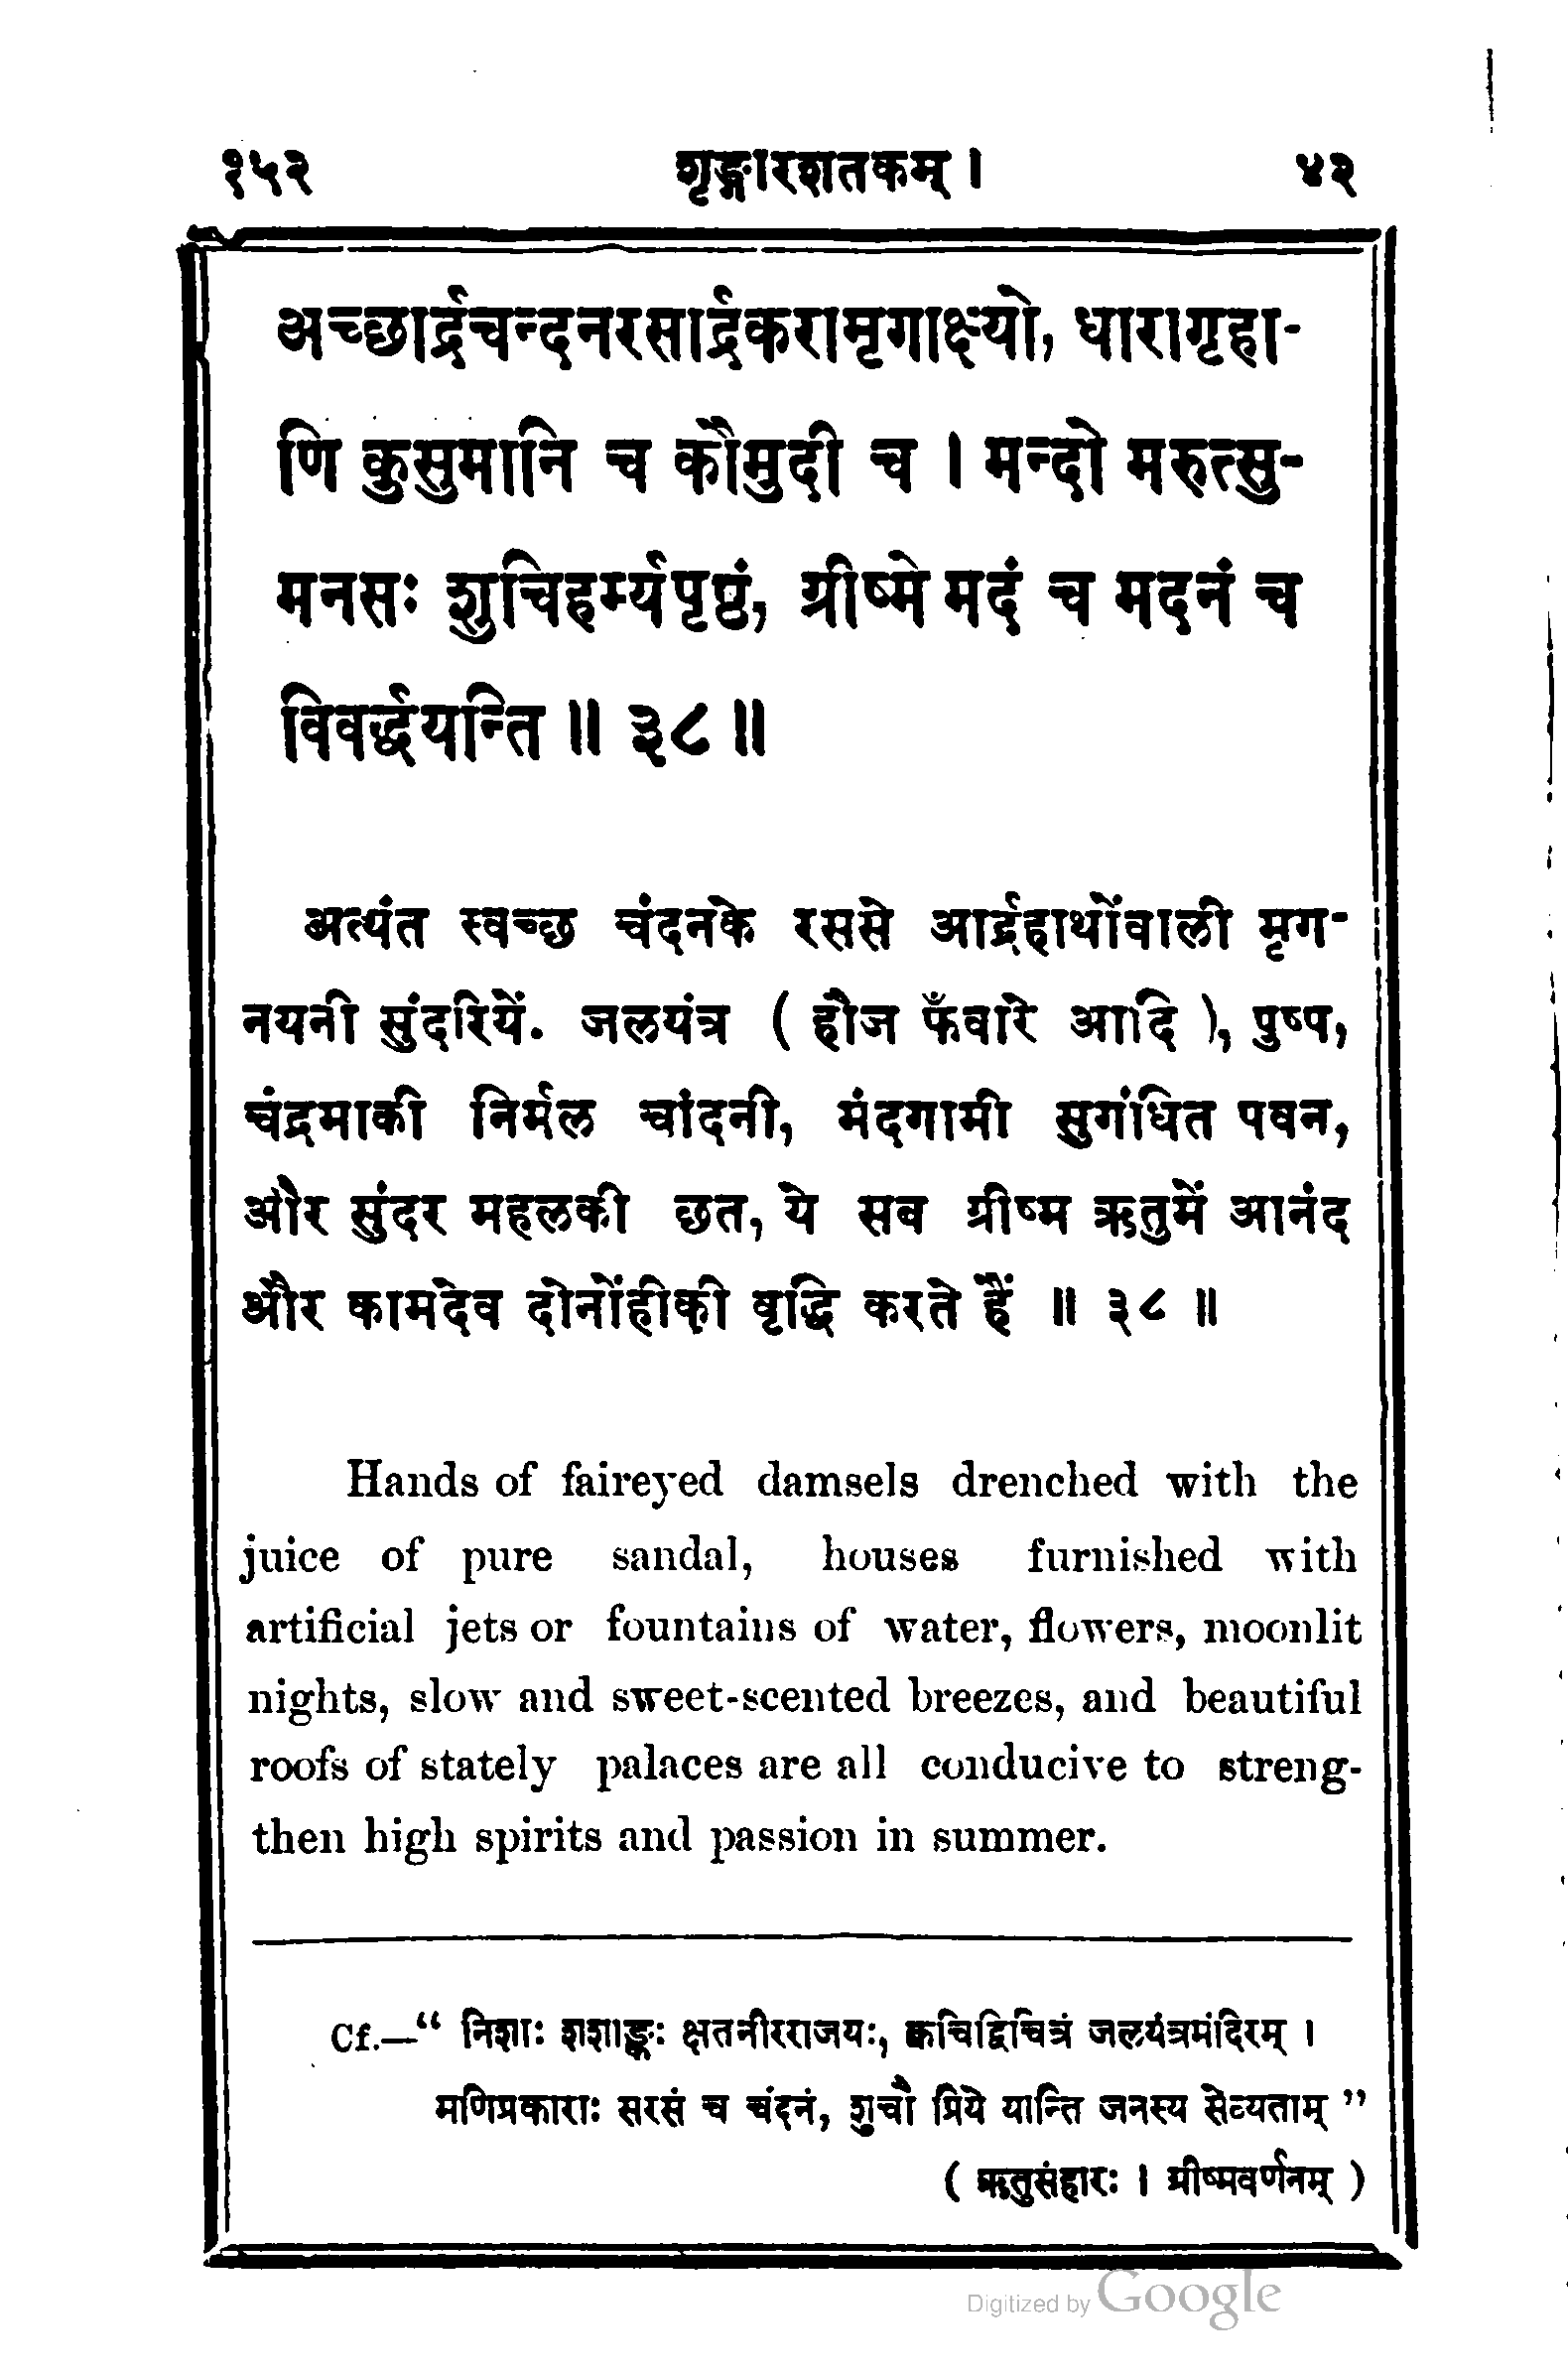 १५२ शृङ्गारशतकम् । ४२
अच्छार्द्रचन्दनरसार्द्रकरामृगाक्ष्यो, धारागृहा-
णि कुसुमानि च कौमुदी च । मन्दो मरुत्सु-
मनसः शुचिहर्म्यपृष्ठं, ग्रीष्मे मदं च मदनं च
विवर्द्धयन्ति ॥ ३८ ॥
अत्यंत स्वच्छ चंदनके रससे आर्द्रहाथोंवाली मृग-
नयनी सुंदरियें. जलयंत्र ( हौज फँवारे आदि ), पुष्प,
चंद्रमाकी निर्मल चांदनी, मंदगामी सुगंधित पवन,
और सुंदर महलकी छत, ये सव ग्रीष्म ऋतुमें आनंद
और कामदेव दोनोंहीकी वृद्धि करते हैं ॥ ३८ ॥
Hands of faireyed damsels drenched with the
juice of pure sandal, houses furnished with
artificial jets or fountains of water, flowers, moonlit
nights, slow and sweet-scented breezes, and beautiful
roofs of stately palaces are all conducive to streng-
then high spirits and passion in summer.
Cf.—“ निशाः शशाङ्कः क्षतनीरराजयः, क्वचिद्विचित्रं जलयंत्रमंदिरम् ।
मणिप्रकाराः सरसं च चंदनं, शुचौ प्रिये यान्ति जनस्य सेव्यताम् ”
( ऋतुसंहारः । ग्रीष्मवर्णनम् )
Digitized by Google